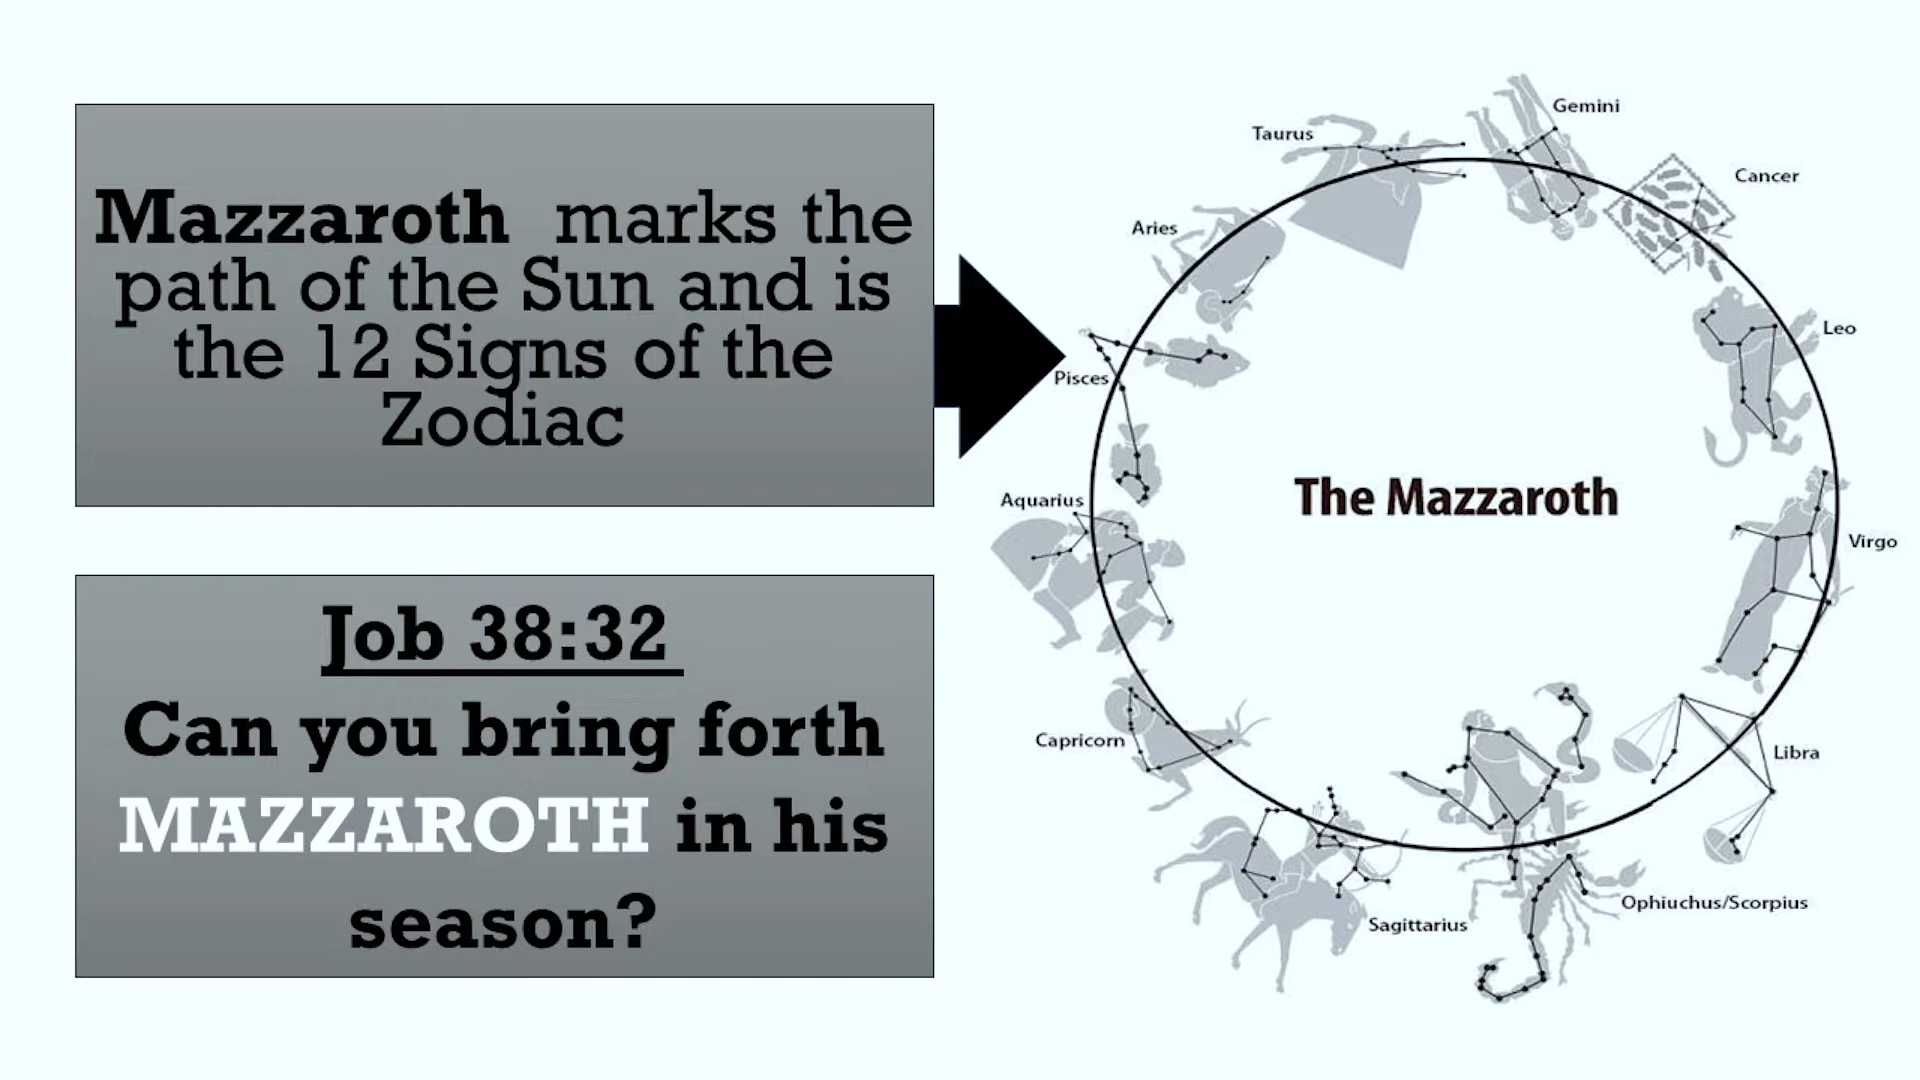 Mazzaroth marks the
path of the Sun and is
the 12 Signs of the
Zodiac
Job 38:32
Can you bring forth
MAZZAROTH in his
season?
Gemini
Taurus
Cancer
Aries
Leo
Pisces
The Mazzaroth
Aquarius
Virgo
Capricorn
Libra
Ophiuchus/Scorpius
Sagittarius